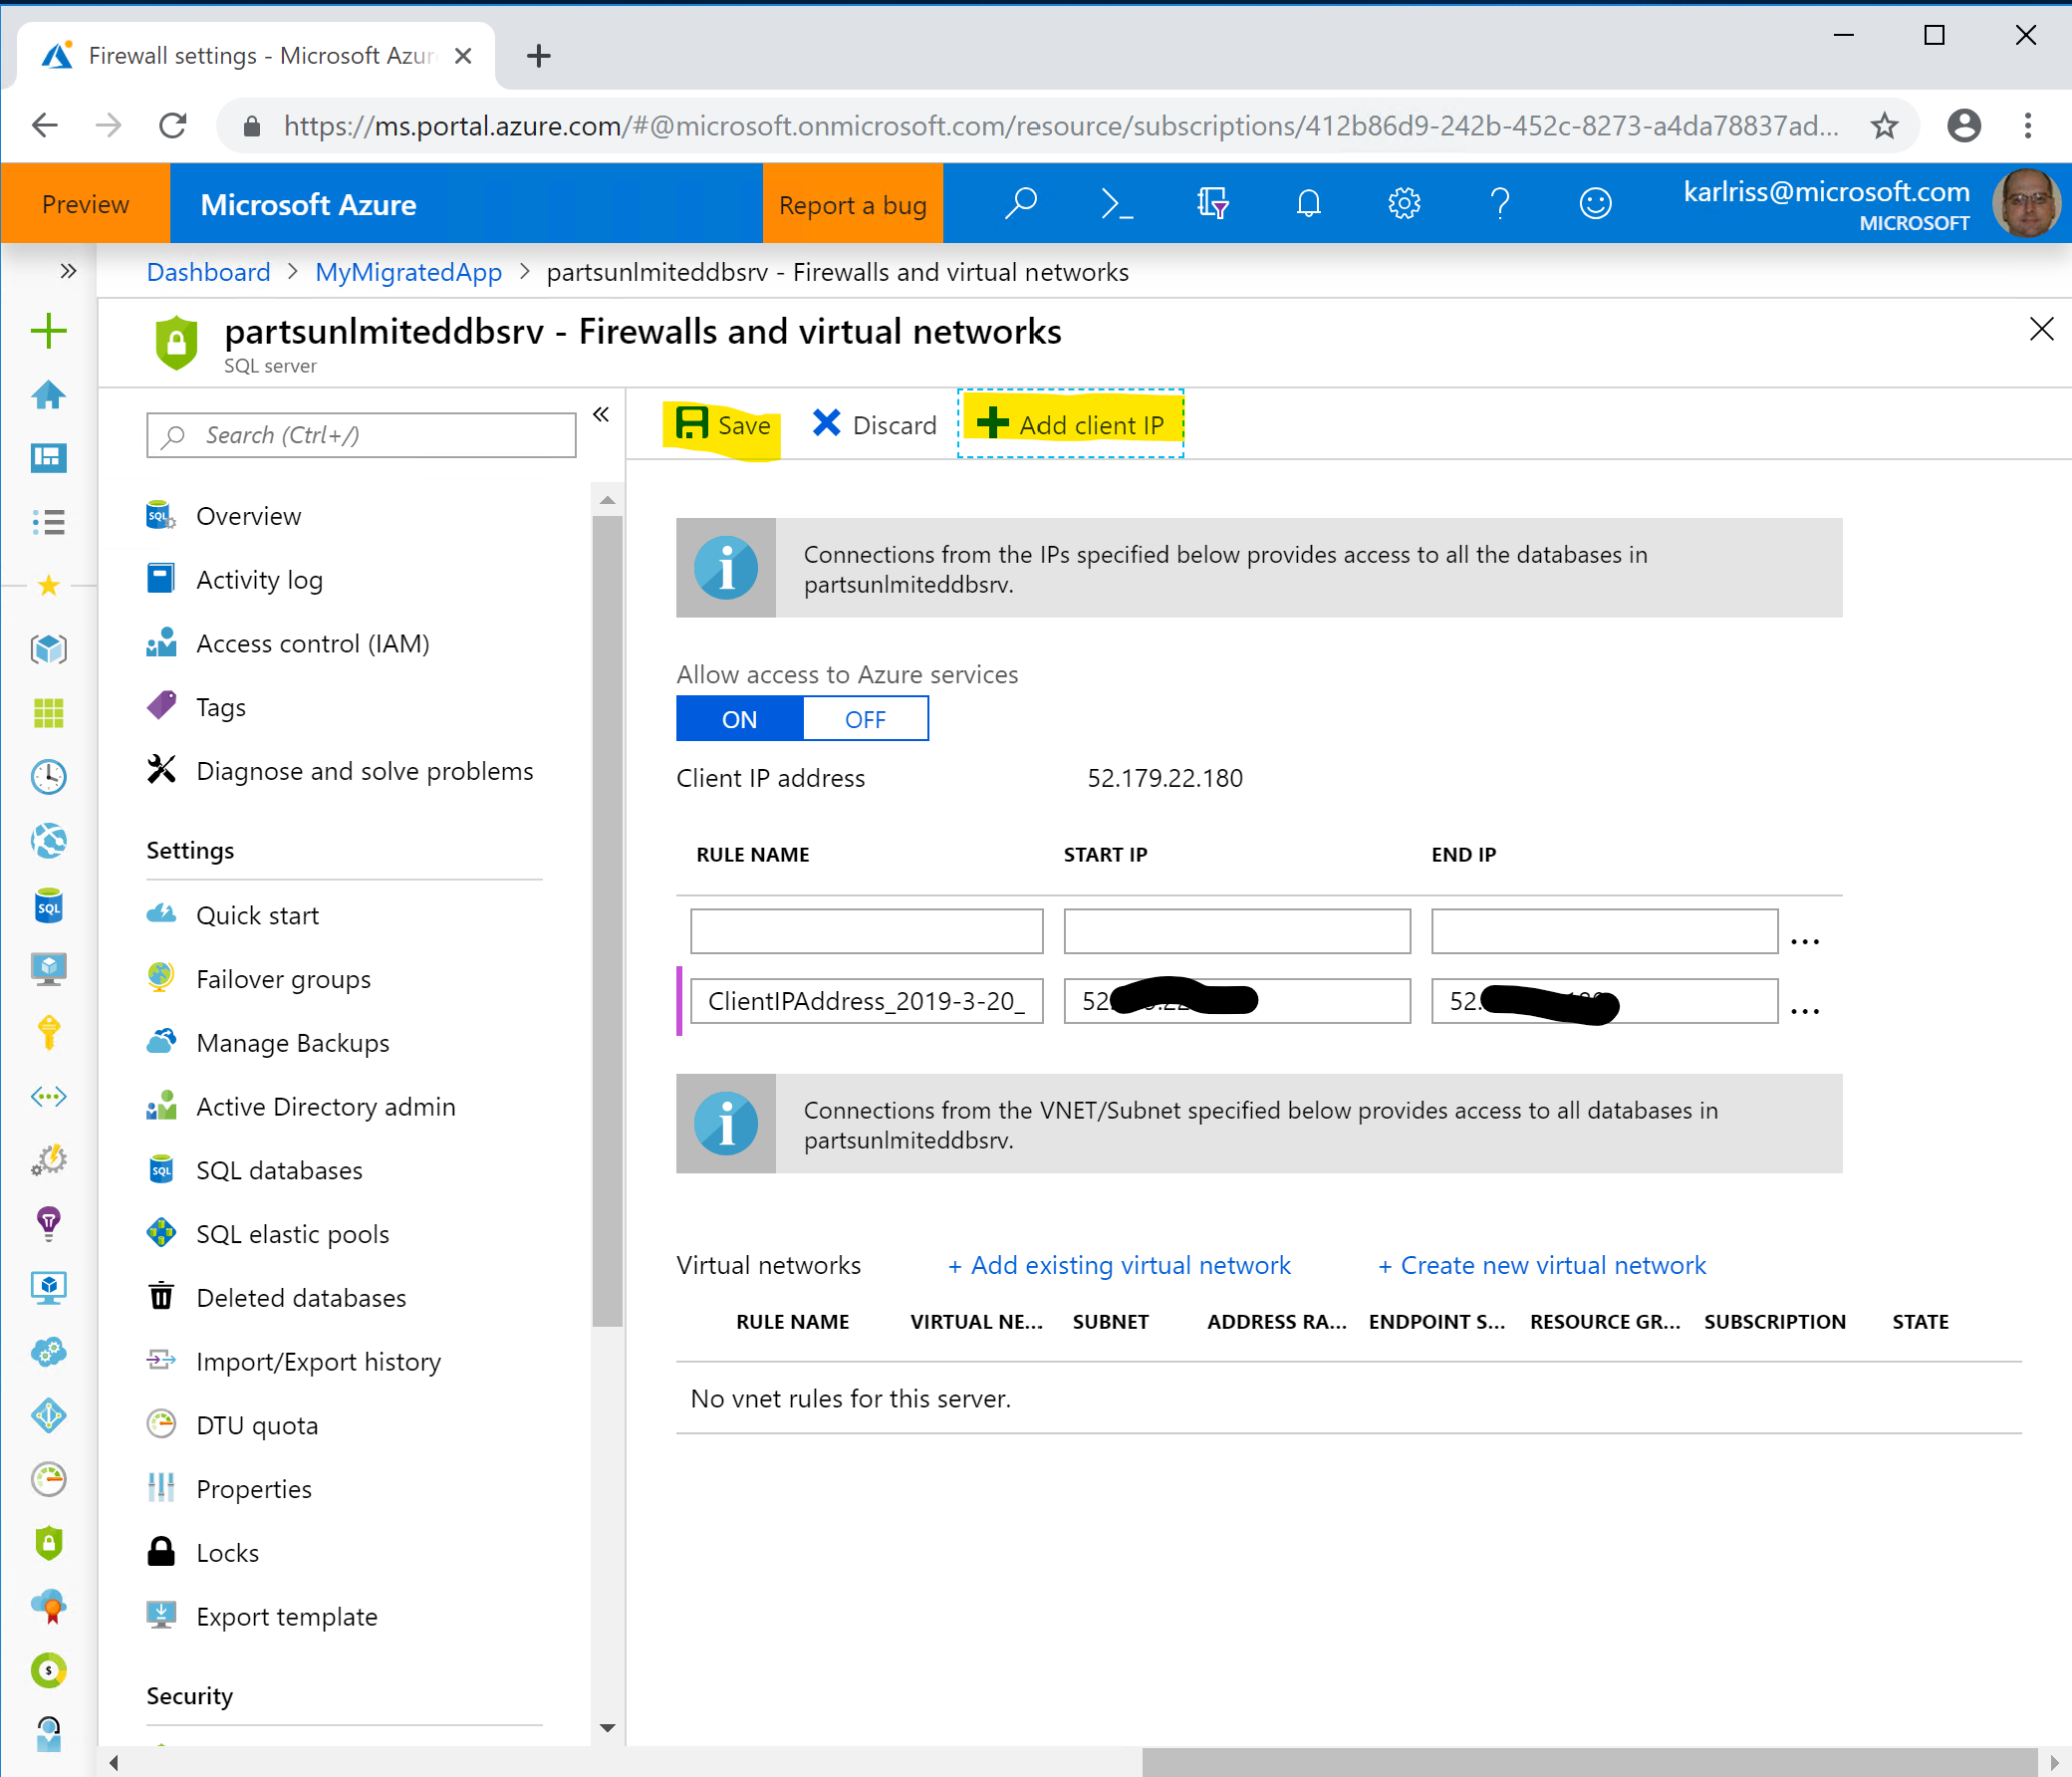 Firewall settings - Microsoft Azur
https://ms.portal.azure.com/#@microsoft.onmicrosoft.com/resource/subscriptions/412b86d9-242b-452c-8273-a4da78837ad...
Preview
Microsoft Azure
Report a bug
karlriss@microsoft.com
MICROSOFT
Dashboard > MyMigratedApp > partsunlmiteddbsrv - Firewalls and virtual networks
partsunlmiteddbsrv - Firewalls and virtual networks
SQL server
Search (Ctrl+/)
Overview
Activity log
Access control (IAM)
Tags
Diagnose and solve problems
Settings
Quick start
Failover groups
Manage Backups
Active Directory admin
SQL databases
SQL elastic pools
Deleted databases
Import/Export history
DTU quota
Properties
Locks
Export template
Security
Save Discard Add client IP
Connections from the IPs specified below provides access to all the databases in
partsunlmiteddbsrv.
Allow access to Azure services
ON OFF
Client IP address 52.179.22.180
RULE NAME START IP END IP
ClientIPAddress_2019-3-20_ 52. 52.
Connections from the VNET/Subnet specified below provides access to all databases in
partsunlmiteddbsrv.
Virtual networks + Add existing virtual network + Create new virtual network
RULE NAME VIRTUAL NE... SUBNET ADDRESS RA... ENDPOINT S... RESOURCE GR... SUBSCRIPTION STATE
No vnet rules for this server.